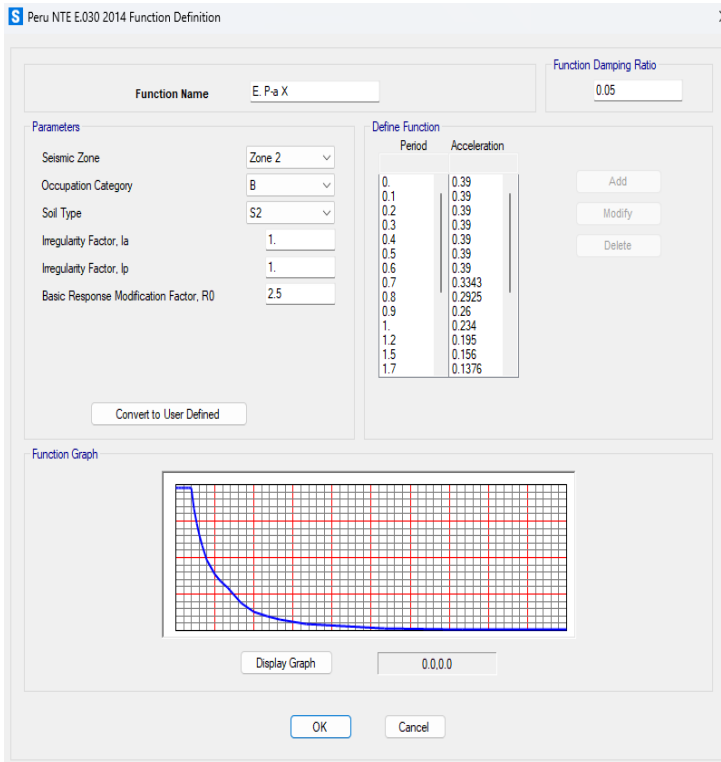 S Peru NTE E.030 2014 Function Definition
Function Damping Ratio
Function Name E. P-a X 0.05
Parameters
Seismic Zone Zone 2
Occupation Category B
Soil Type S2
Irregularity Factor, Ia 1.
Irregularity Factor, Ip 1.
Basic Response Modification Factor, R0 2.5
Convert to User Defined
Define Function
Period Acceleration
0. 0.39
0.1 0.39
0.2 0.39
0.3 0.39
0.4 0.39
0.5 0.39
0.6 0.39
0.7 0.3343
0.8 0.2925
0.9 0.26
1. 0.234
1.2 0.195
1.5 0.156
1.7 0.1376
Add
Modify
Delete
Function Graph
Display Graph 0.0,0.0
OK Cancel